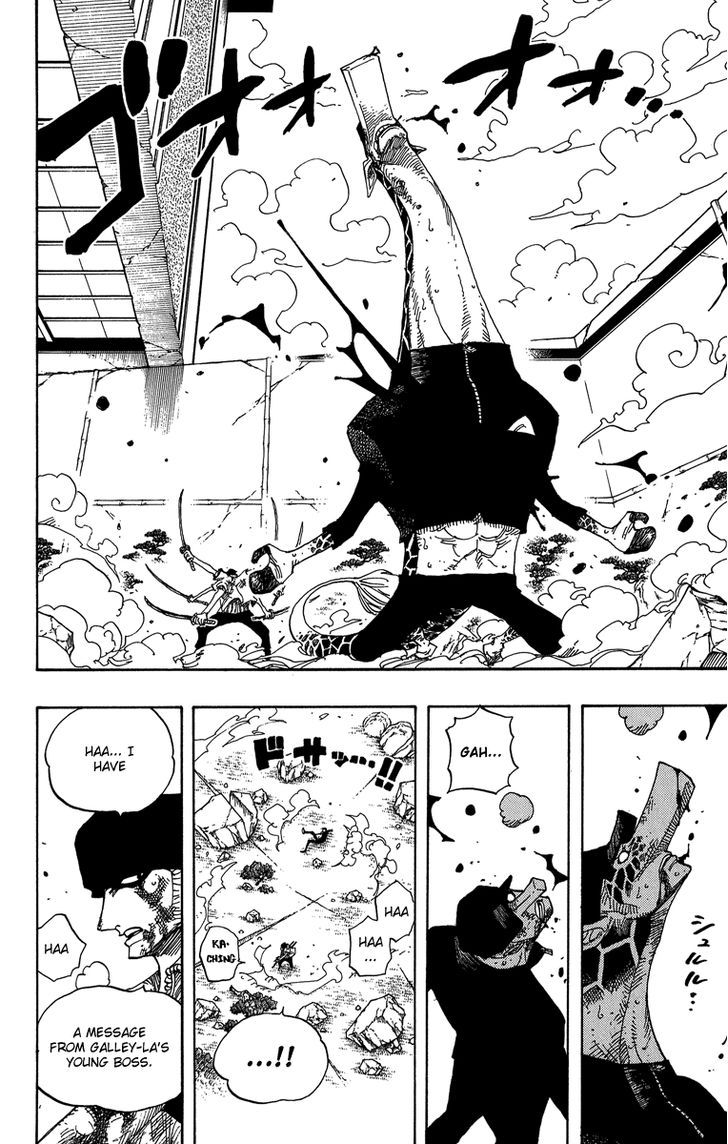 ゴオオオオ...
シュルルル...
GAH...
ドサッ...!!
HAA
HAA
...
KA-
CHING
...!!
HAA... I
HAVE
HAA
A MESSAGE
FROM GALLEY-LA'S
YOUNG BOSS.